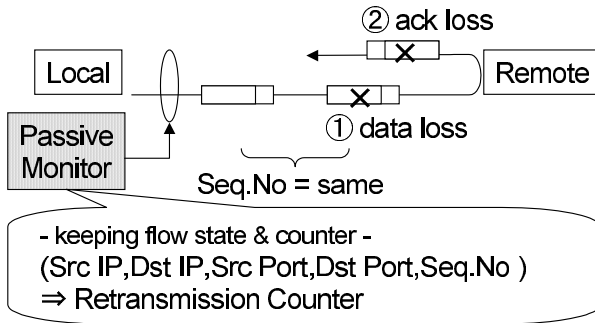 ② ack loss
Local
Remote
Passive
Monitor
① data loss
Seq.No = same
- keeping flow state & counter -
(Src IP,Dst IP,Src Port,Dst Port,Seq.No )
⇒ Retransmission Counter